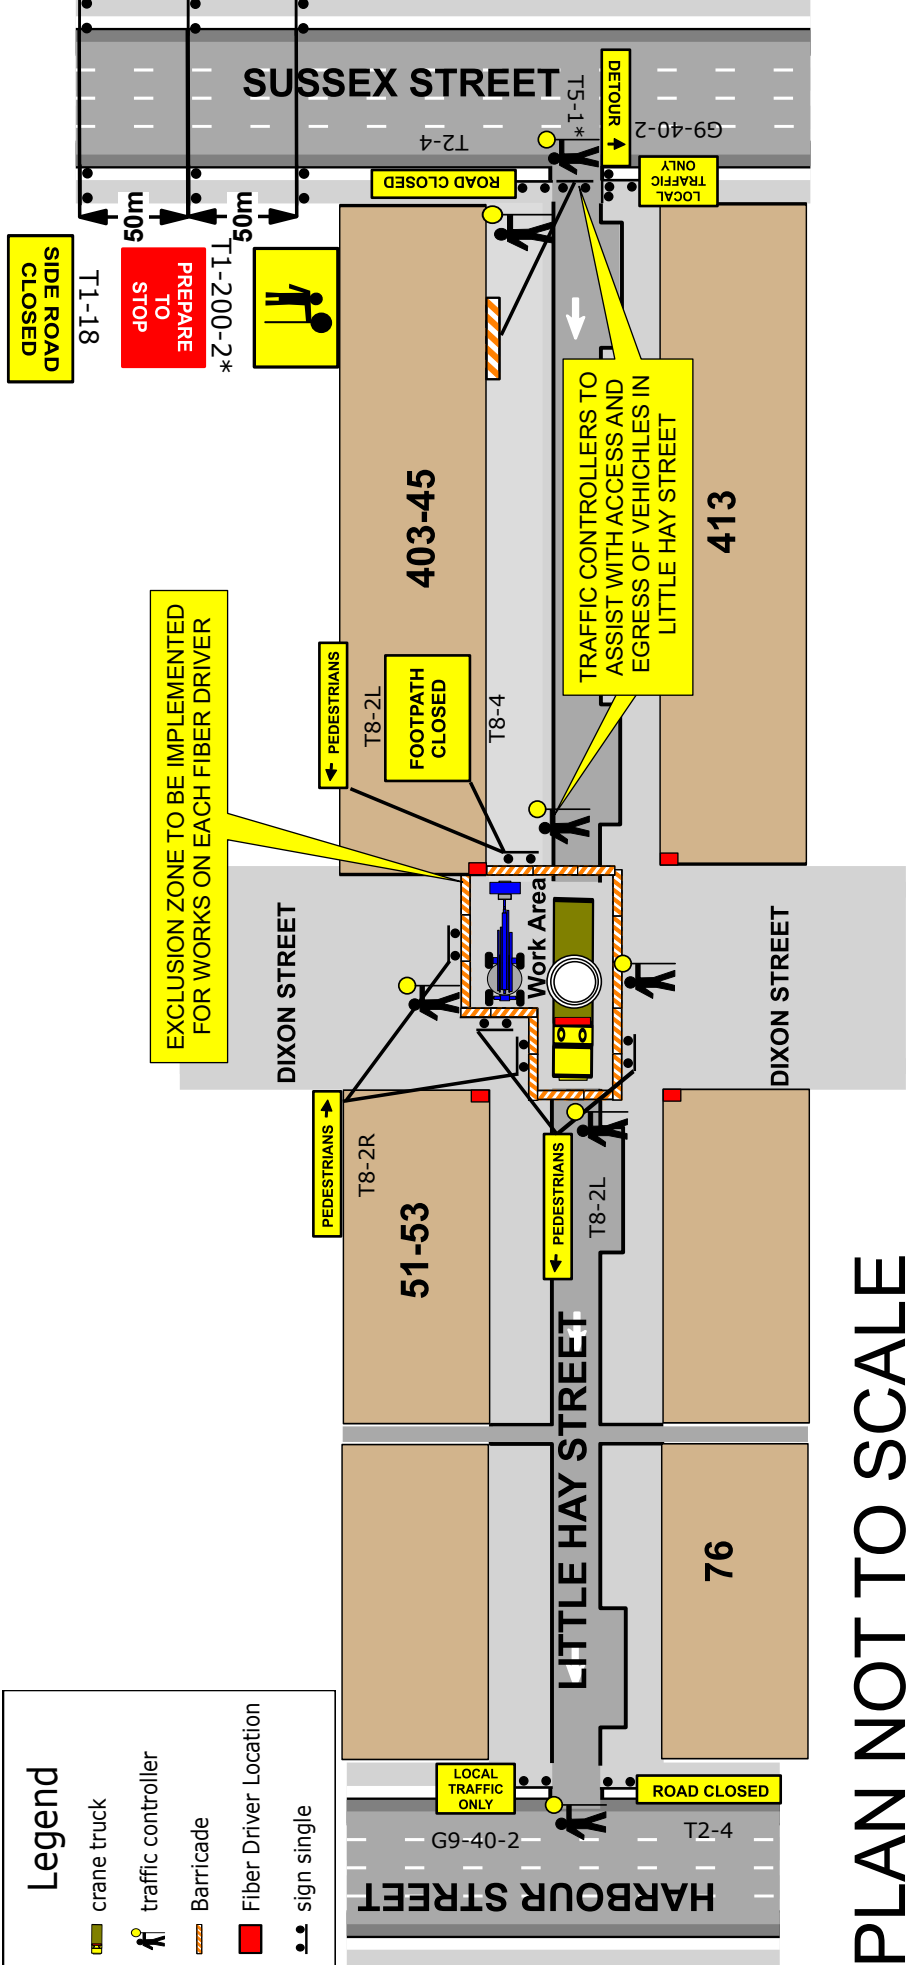 SUSSEX STREET
T5-1*
DETOUR →
G9-40-2
T2-4
ROAD CLOSED
LOCAL
TRAFFIC
ONLY
50m
50m
SIDE ROAD
CLOSED
T1-18
PREPARE
TO
STOP
T1-200-2*
EXCLUSION ZONE TO BE IMPLEMENTED
FOR WORKS ON EACH FIBER DRIVER
403-45
← PEDESTRIANS
T8-2L
FOOTPATH
CLOSED
T8-4
TRAFFIC CONTROLLERS TO
ASSIST WITH ACCESS AND
EGRESS OF VEHICHLES IN
LITTLE HAY STREET
413
DIXON STREET
Work Area
DIXON STREET
PEDESTRIANS →
T8-2R
← PEDESTRIANS
T8-2L
51-53
LITTLE HAY STREET
76
LOCAL
TRAFFIC
ONLY
G9-40-2
ROAD CLOSED
T2-4
HARBOUR STREET
Legend
crane truck
traffic controller
Barricade
Fiber Driver Location
sign single
PLAN NOT TO SCALE